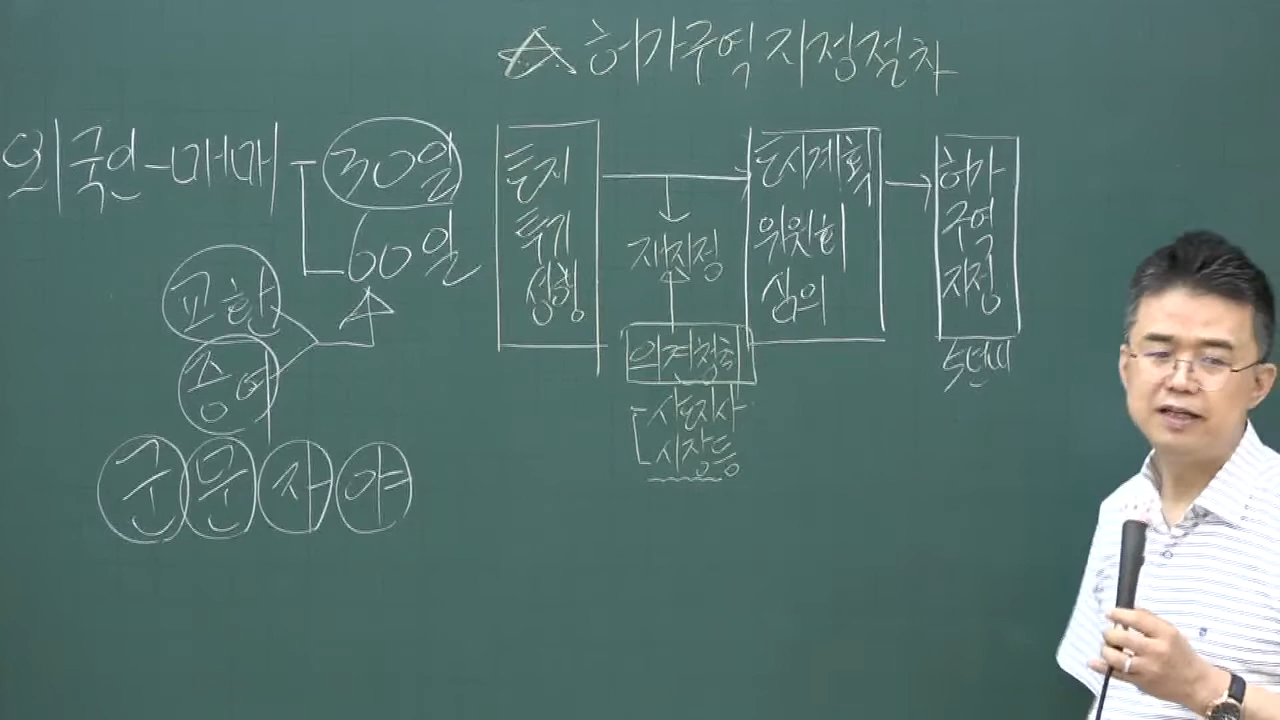 허가구역 지정절차
외국인-매매
30일
60일
교환
증여
군 문 자 야
토지
투기
성행
재지정
의견청취
시도지사
시장등
도시계획
위원회
심의
허가
구역
지정
5년